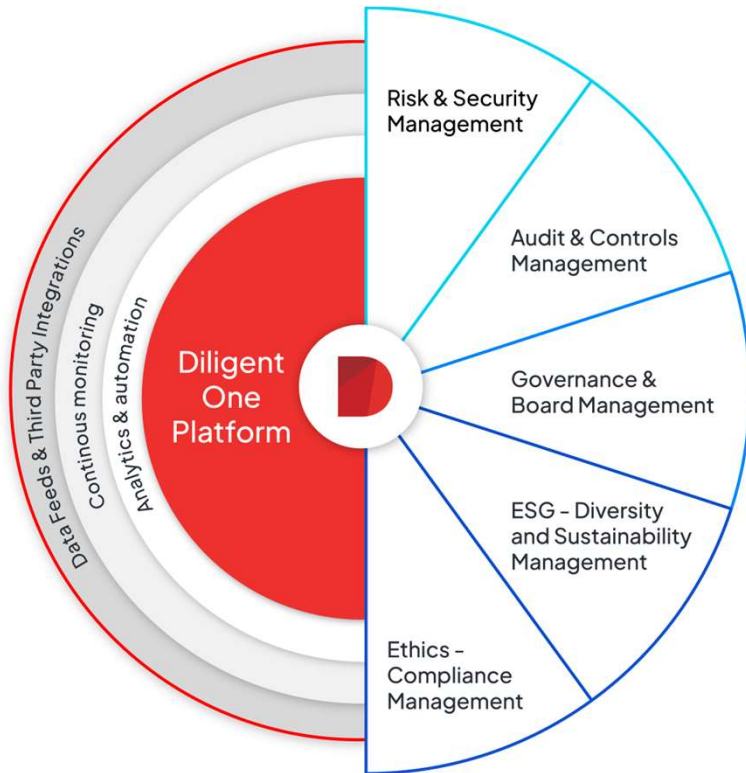 Data Feeds & Third Party Integrations
Continous monitoring
Analytics & automation
Diligent
One
Platform
Risk & Security
Management
Audit & Controls
Management
Governance &
Board Management
ESG - Diversity
and Sustainability
Management
Ethics -
Compliance
Management